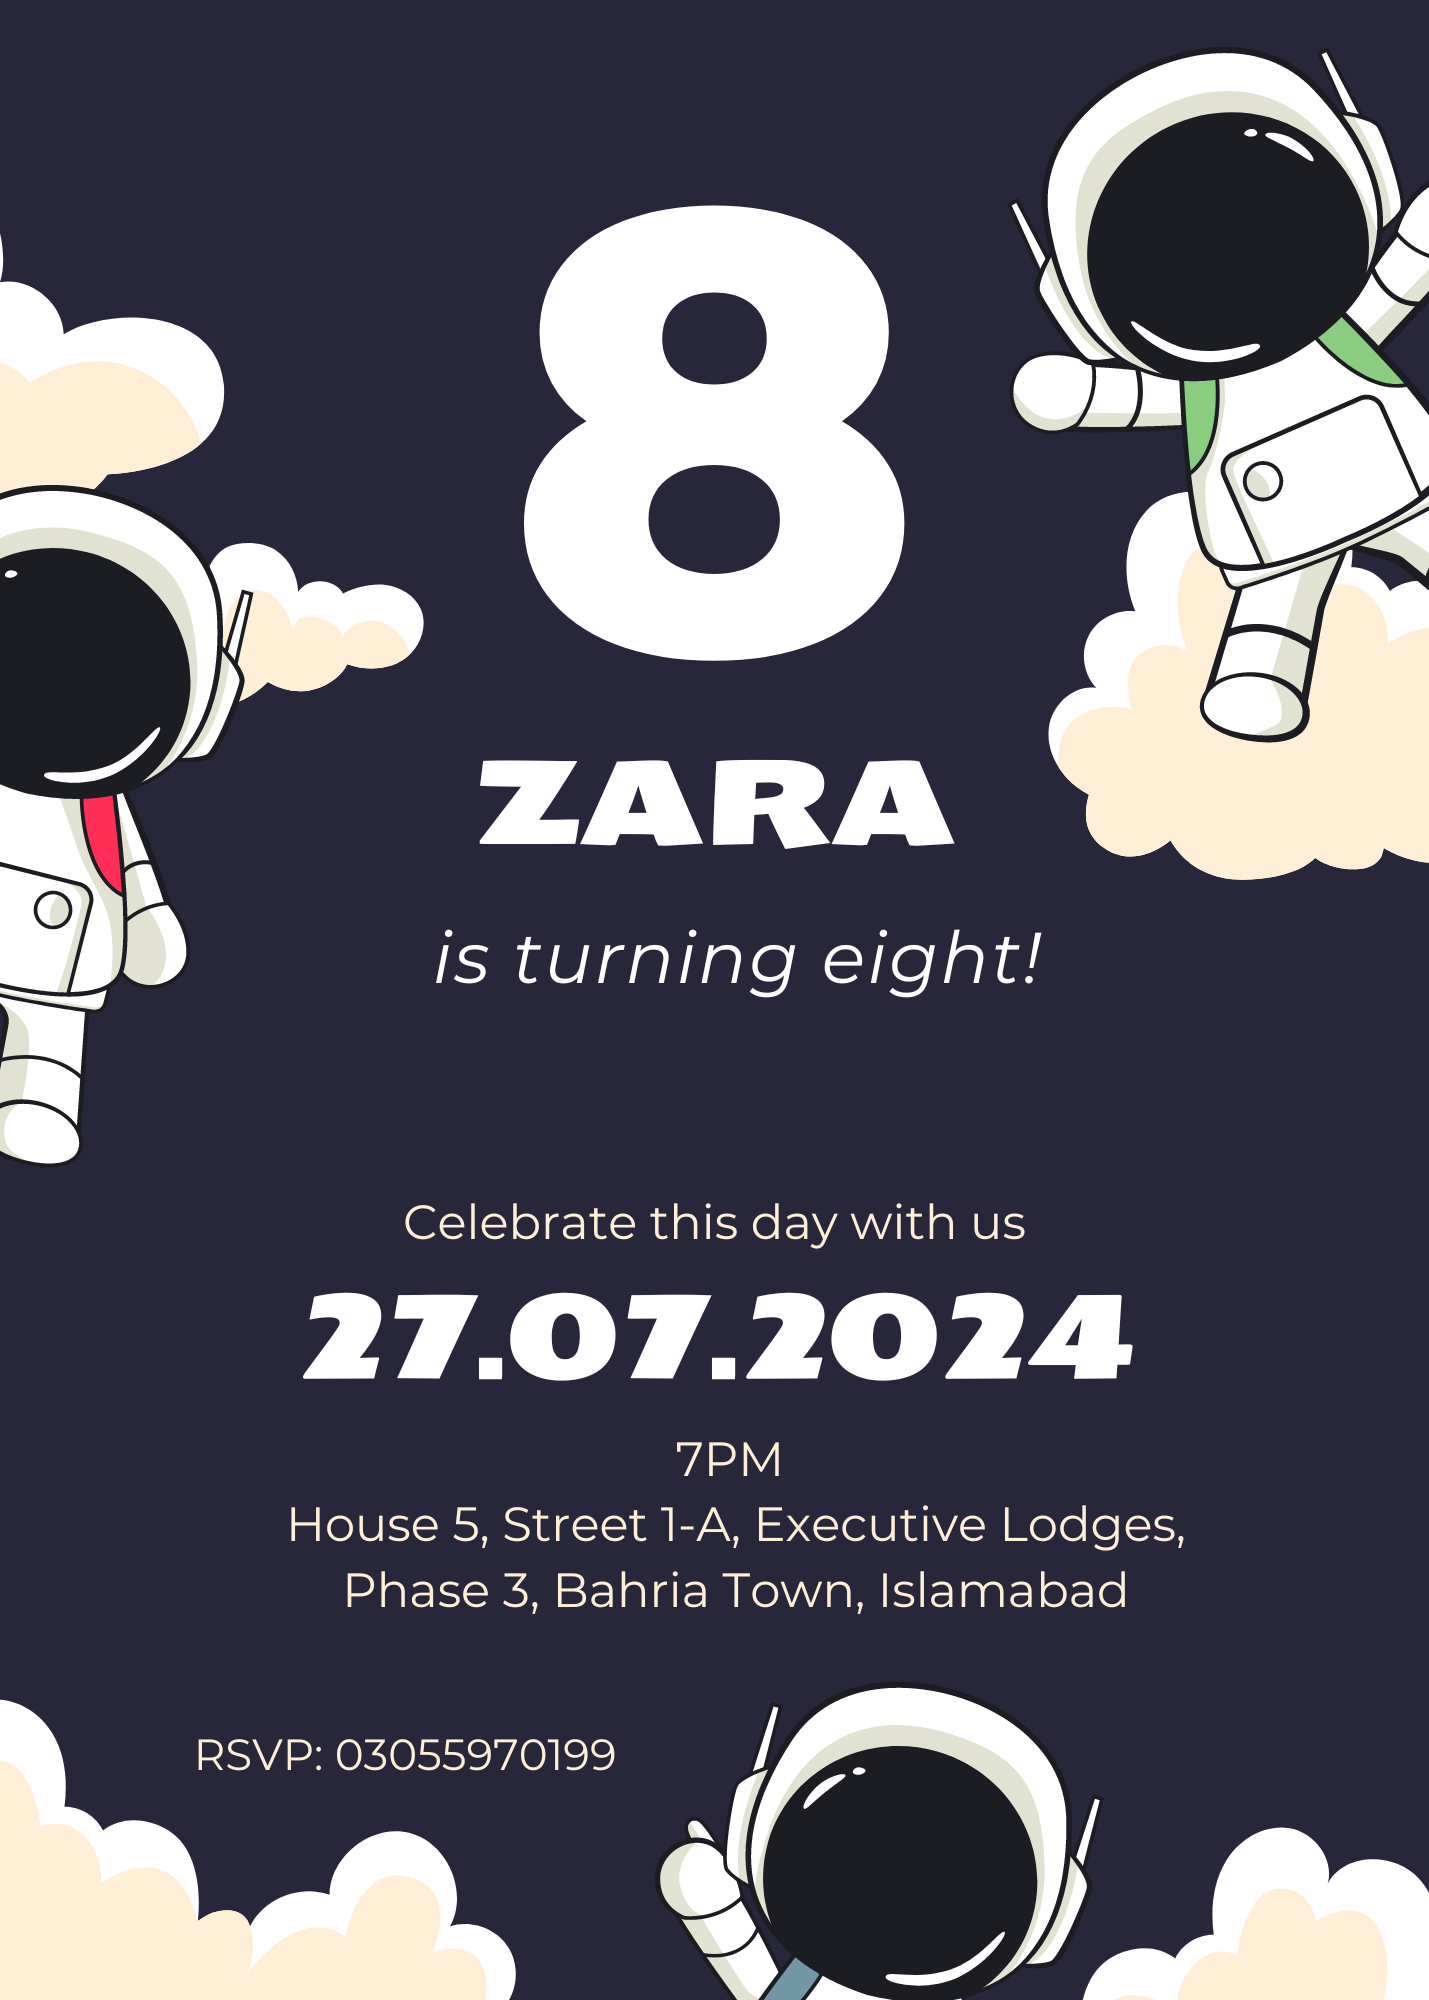 8
ZARA
is turning eight!
Celebrate this day with us
27.07.2024
7PM
House 5, Street 1-A, Executive Lodges,
Phase 3, Bahria Town, Islamabad
RSVP: 03055970199